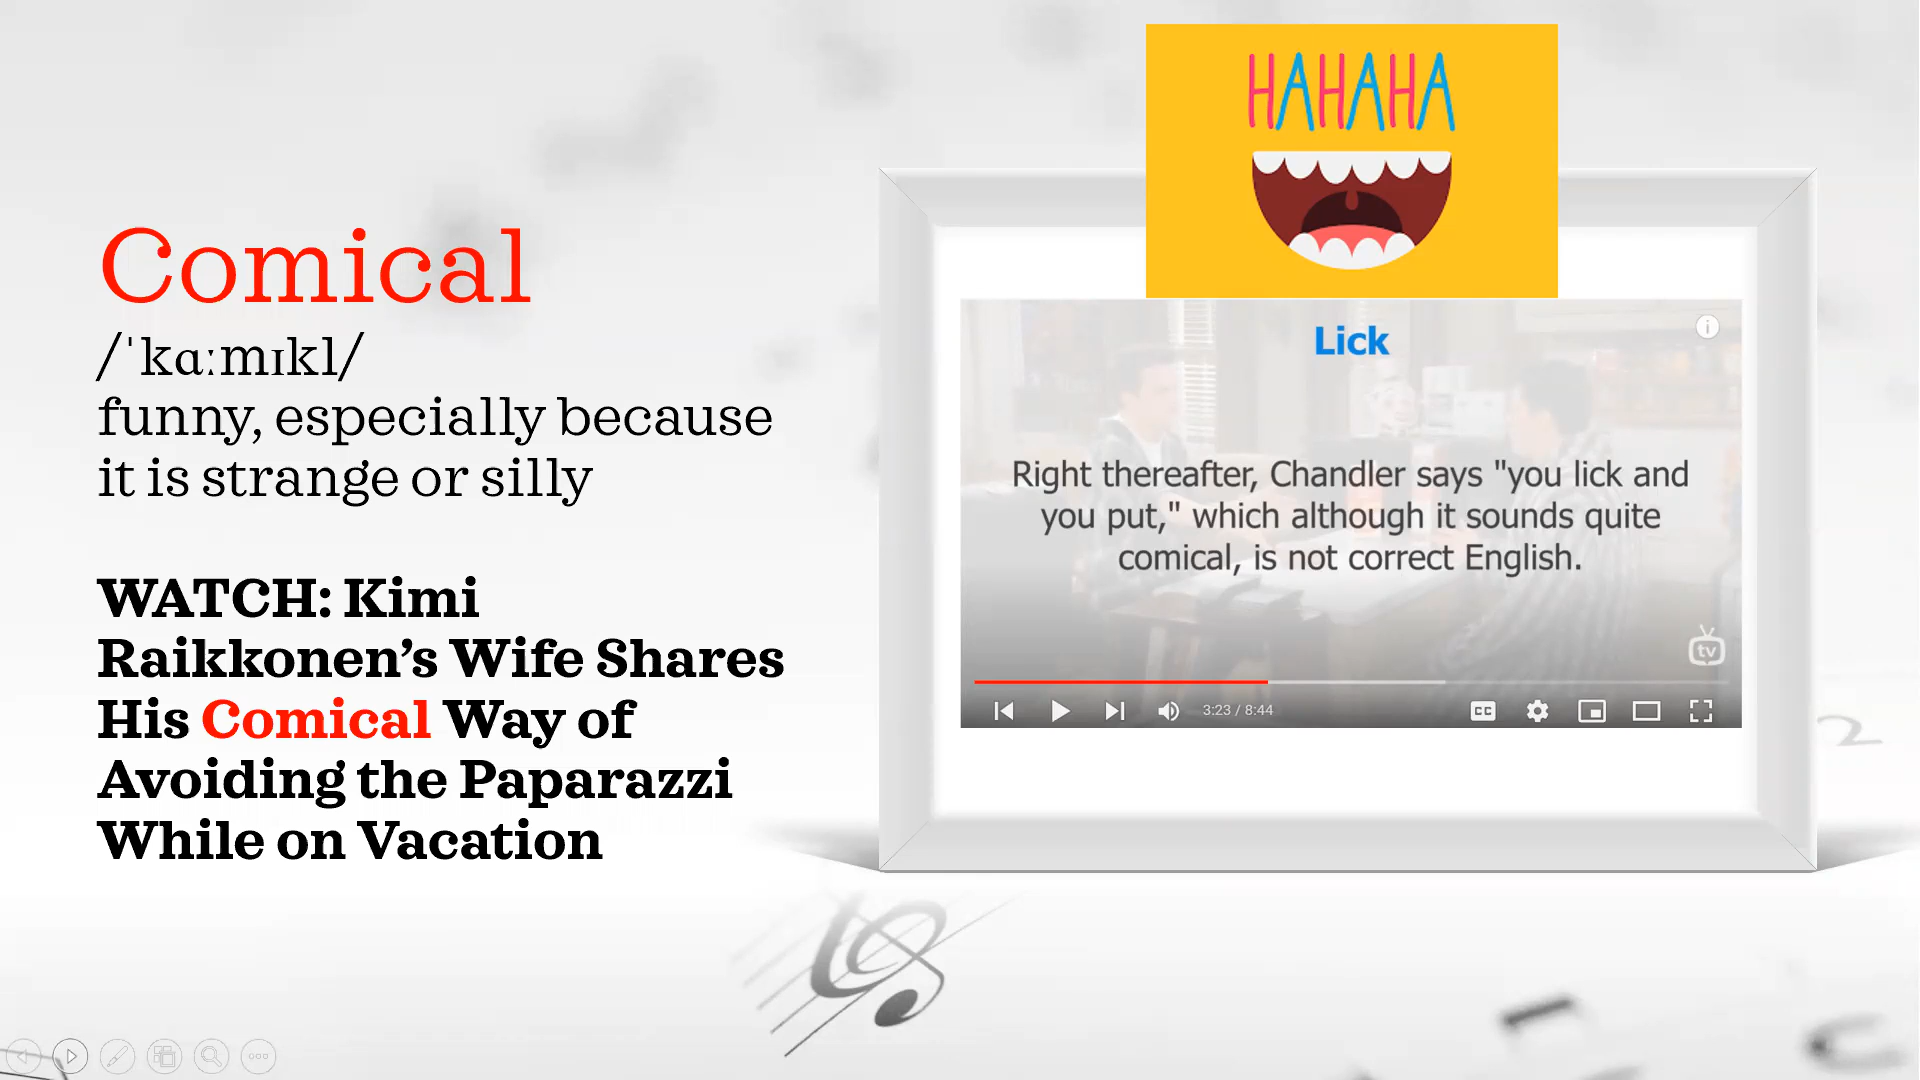 Comical
/ˈkɑːmɪkl/
funny, especially because
it is strange or silly
WATCH: Kimi
Raikkonen’s Wife Shares
His Comical Way of
Avoiding the Paparazzi
While on Vacation
HAHAHA
Lick
i
Right thereafter, Chandler says "you lick and
you put," which although it sounds quite
comical, is not correct English.
tv
3:23 / 8:44
CC